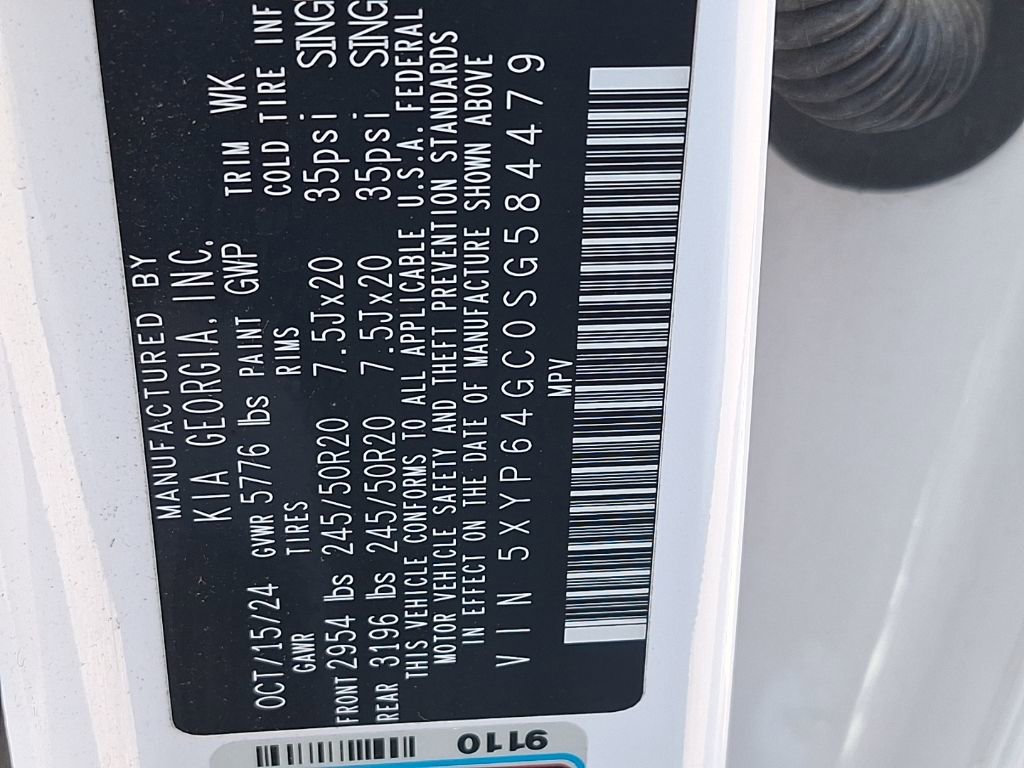 MANUFACTURED BY
KIA GEORGIA, INC.
OCT/15/24 GVWR 5776 lbs PAINT GWP TRIM WK
GAWR TIRES RIMS COLD TIRE INF
FRONT 2954 lbs 245/50R20 7.5Jx20 35psi SING
REAR 3196 lbs 245/50R20 7.5Jx20 35psi SING
THIS VEHICLE CONFORMS TO ALL APPLICABLE U.S.A. FEDERAL
MOTOR VEHICLE SAFETY AND THEFT PREVENTION STANDARDS
IN EFFECT ON THE DATE OF MANUFACTURE SHOWN ABOVE
VIN 5XYP64GC0SG584479
MPV
9110